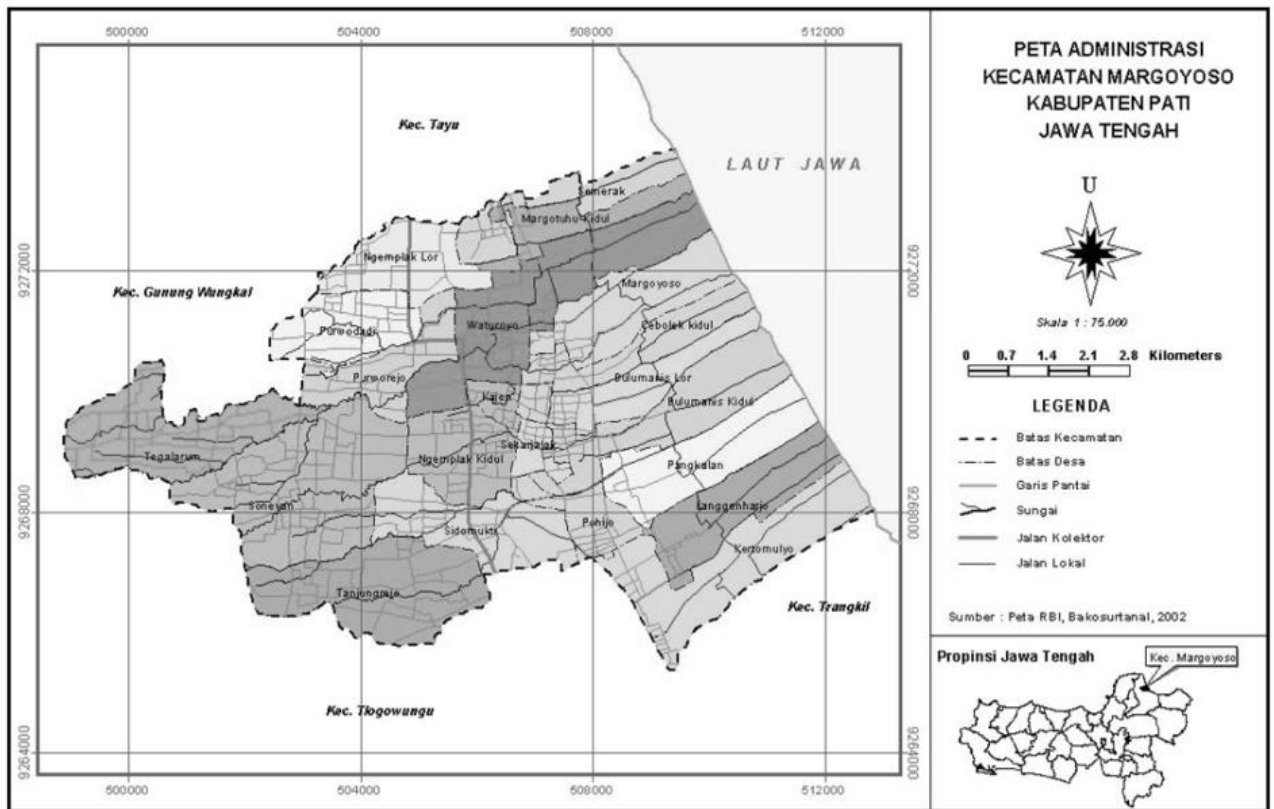 500000 504000 508000 512000
PETA ADMINISTRASI
KECAMATAN MARGOYOSO
KABUPATEN PATI
JAWA TENGAH
U
Skala 1 : 75.000
0 0.7 1.4 2.1 2.8 Kilometers
LEGENDA
Batas Kecamatan
Batas Desa
Garis Pantai
Sungai
Jalan Kolektor
Jalan Lokal
Sumber : Peta RBI, Bakosurtanal, 2002
Propinsi Jawa Tengah
Kec. Margoyoso
Kec. Tayu
LAUT JAWA
Semerak
Margotuhu Kidul
Ngemplak Lor
9272000
9272000
Kec. Gunung Wungkal
Margoyoso
Purwodadi
Waturoyo
Cebolek kidul
Purworejo
Bulumanis Lor
Kajen
Bulumanis Kidul
Sekarjalak
Tegalarum
Ngemplak Kidul
Pangkalan
Soneyan
Langgenharjo
9268000
9268000
Sidomukti
Pohijo
Kertomulyo
Tanjungrejo
Kec. Trangkil
Kec. Tlogowungu
9264000
9264000
500000 504000 508000 512000